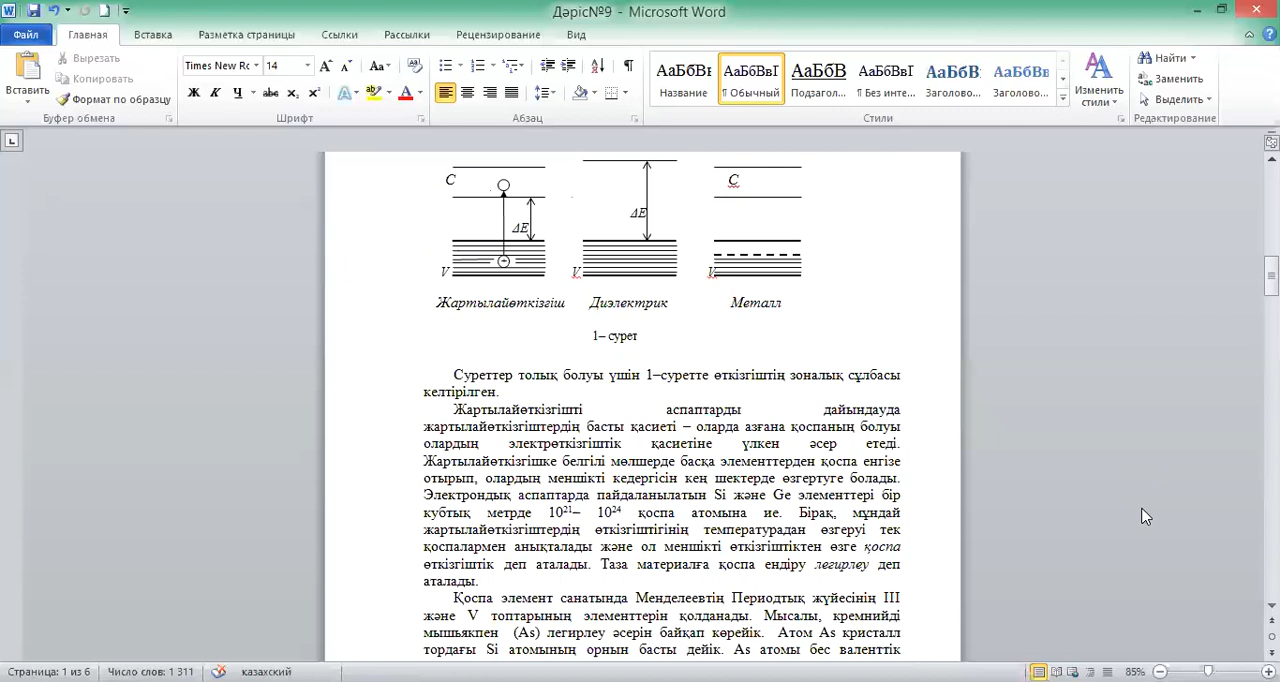 Дәріс№9 - Microsoft Word
Файл Главная Вставка Разметка страницы Ссылки Рассылки Рецензирование Вид
Вставить
Вырезать
Копировать
Формат по образцу
Буфер обмена
Times New Rc 14
Ж К Ч abc x₂ x²
Шрифт
Абзац
АаБбВв АаБбВвГ АаБбВ АаБбВвГ АаБбВ: АаБбВв:
Название ¶ Обычный Подзагол... ¶ Без инте... Заголово... Заголово...
Стили
Изменить стили
Найти
Заменить
Выделить
Редактирование
C C
ΔE ΔE
V V V
Жартылайөткізгіш Диэлектрик Металл
1– сурет
Суреттер толық болуы үшін 1–суретте өткізгіштің зоналық сұлбасы
келтірілген.
Жартылайөткізгішті аспаптарды дайындауда
жартылайөткізгіштердің басты қасиеті – оларда азғана қоспаның болуы
олардың электрөткізгіштік қасиетіне үлкен әсер етеді.
Жартылайөткізгішке белгілі мөлшерде басқа элементтерден қоспа енгізе
отырып, олардың меншікті кедергісін кең шектерде өзгертуге болады.
Электрондық аспаптарда пайдаланылатын Si және Ge элементтері бір
кубтық метрде 10²¹– 10²⁴ қоспа атомына ие. Бірақ, мұндай
жартылайөткізгіштердің өткізгіштігінің температурадан өзгеруі тек
қоспалармен анықталады және ол меншікті өткізгіштіктен өзге қоспа
өткізгіштік деп аталады. Таза материалға қоспа ендіру легирлеу деп
аталады.
Қоспа элемент санатында Менделеевтің Периодтық жүйесінің III
және V топтарының элементтерін қолданады. Мысалы, кремнийді
мышьякпен (As) легирлеу әсерін байқап көрейік. Атом As кристалл
тордағы Si атомының орнын басты дейік. As атомы бес валенттік
Страница: 1 из 6 Число слов: 1 311 казахский 85%